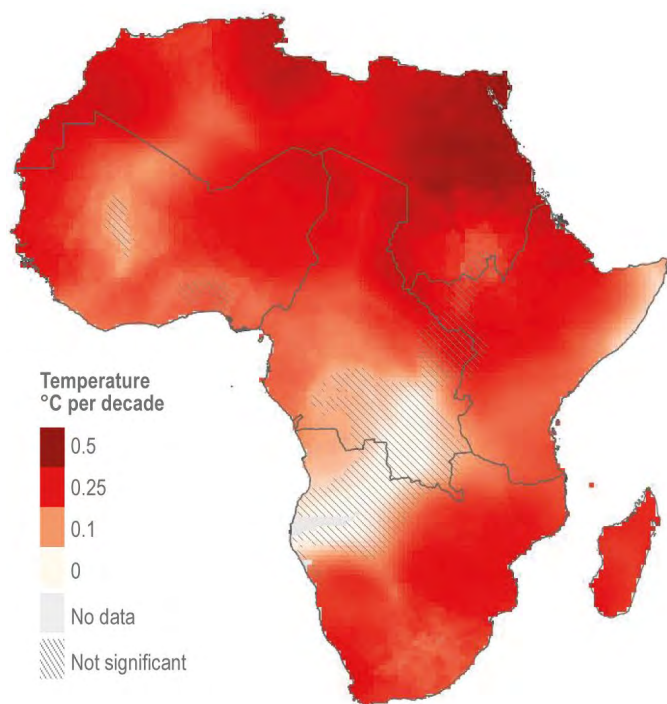 Temperature
°C per decade
0.5
0.25
0.1
0
No data
Not significant